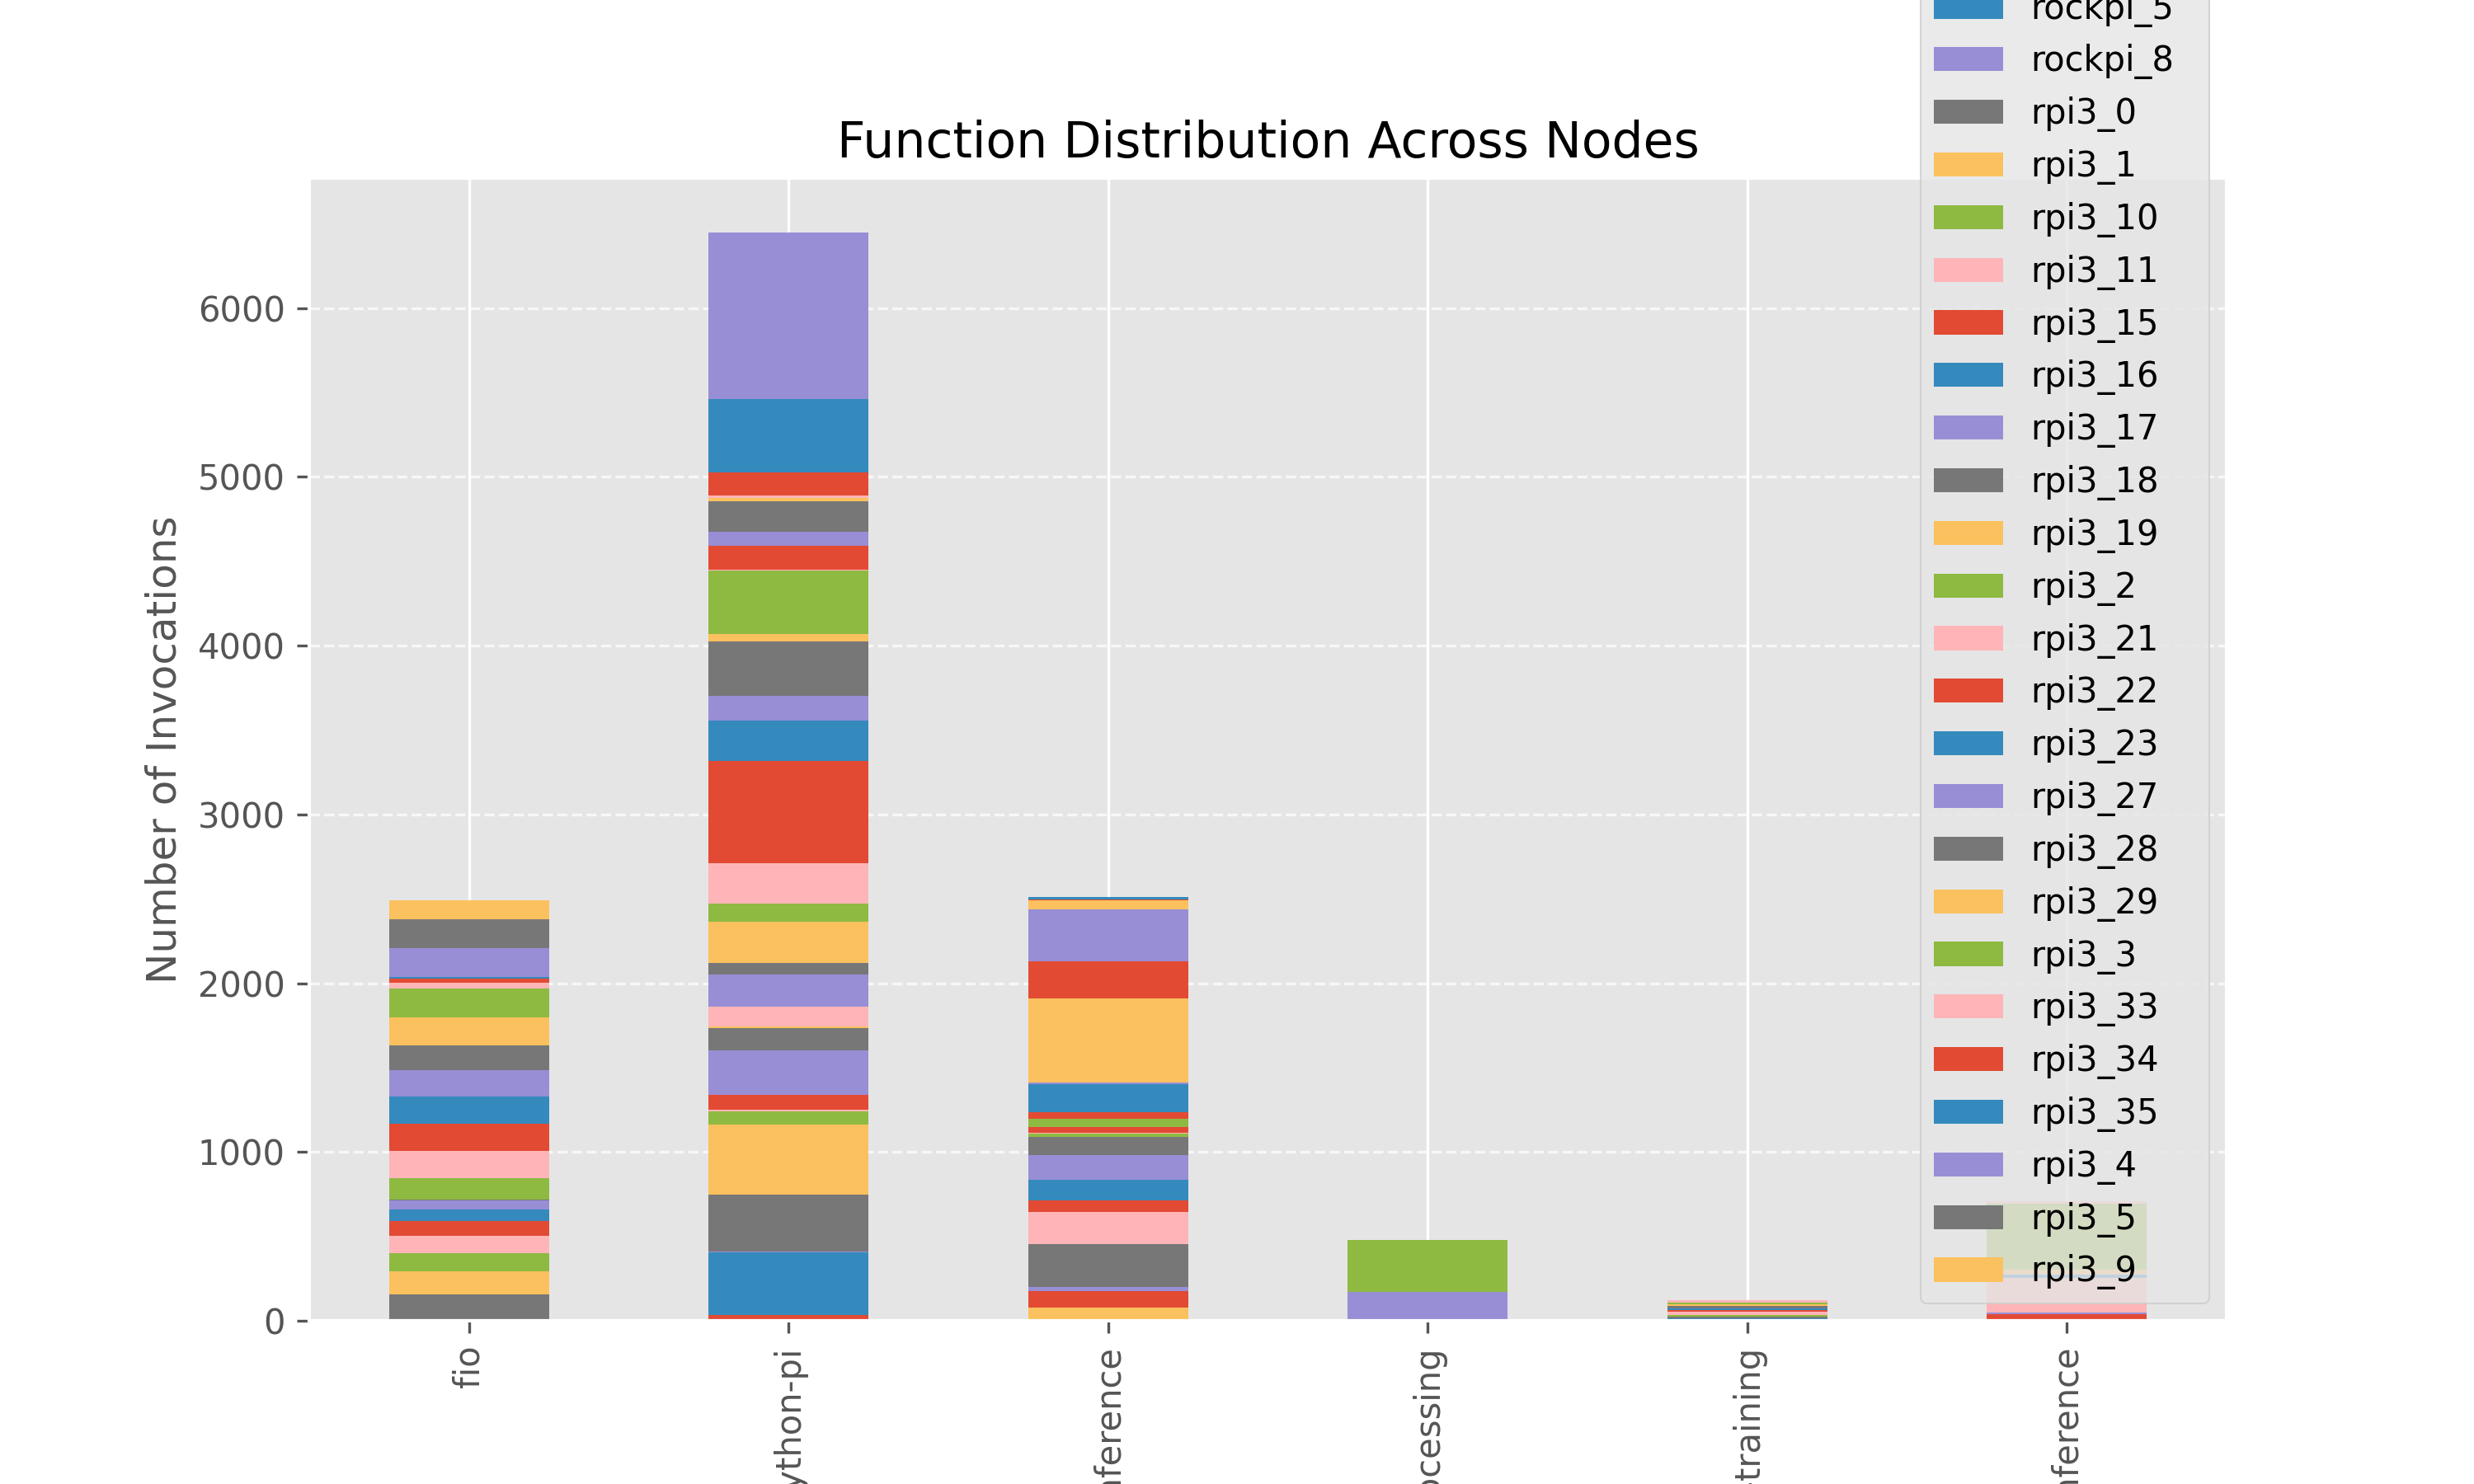 Function Distribution Across Nodes
Number of Invocations
6000
5000
4000
3000
2000
1000
0
fio
ython-pi
ference
ocessing
training
ference
rockpi_5
rockpi_8
rpi3_0
rpi3_1
rpi3_10
rpi3_11
rpi3_15
rpi3_16
rpi3_17
rpi3_18
rpi3_19
rpi3_2
rpi3_21
rpi3_22
rpi3_23
rpi3_27
rpi3_28
rpi3_29
rpi3_3
rpi3_33
rpi3_34
rpi3_35
rpi3_4
rpi3_5
rpi3_9